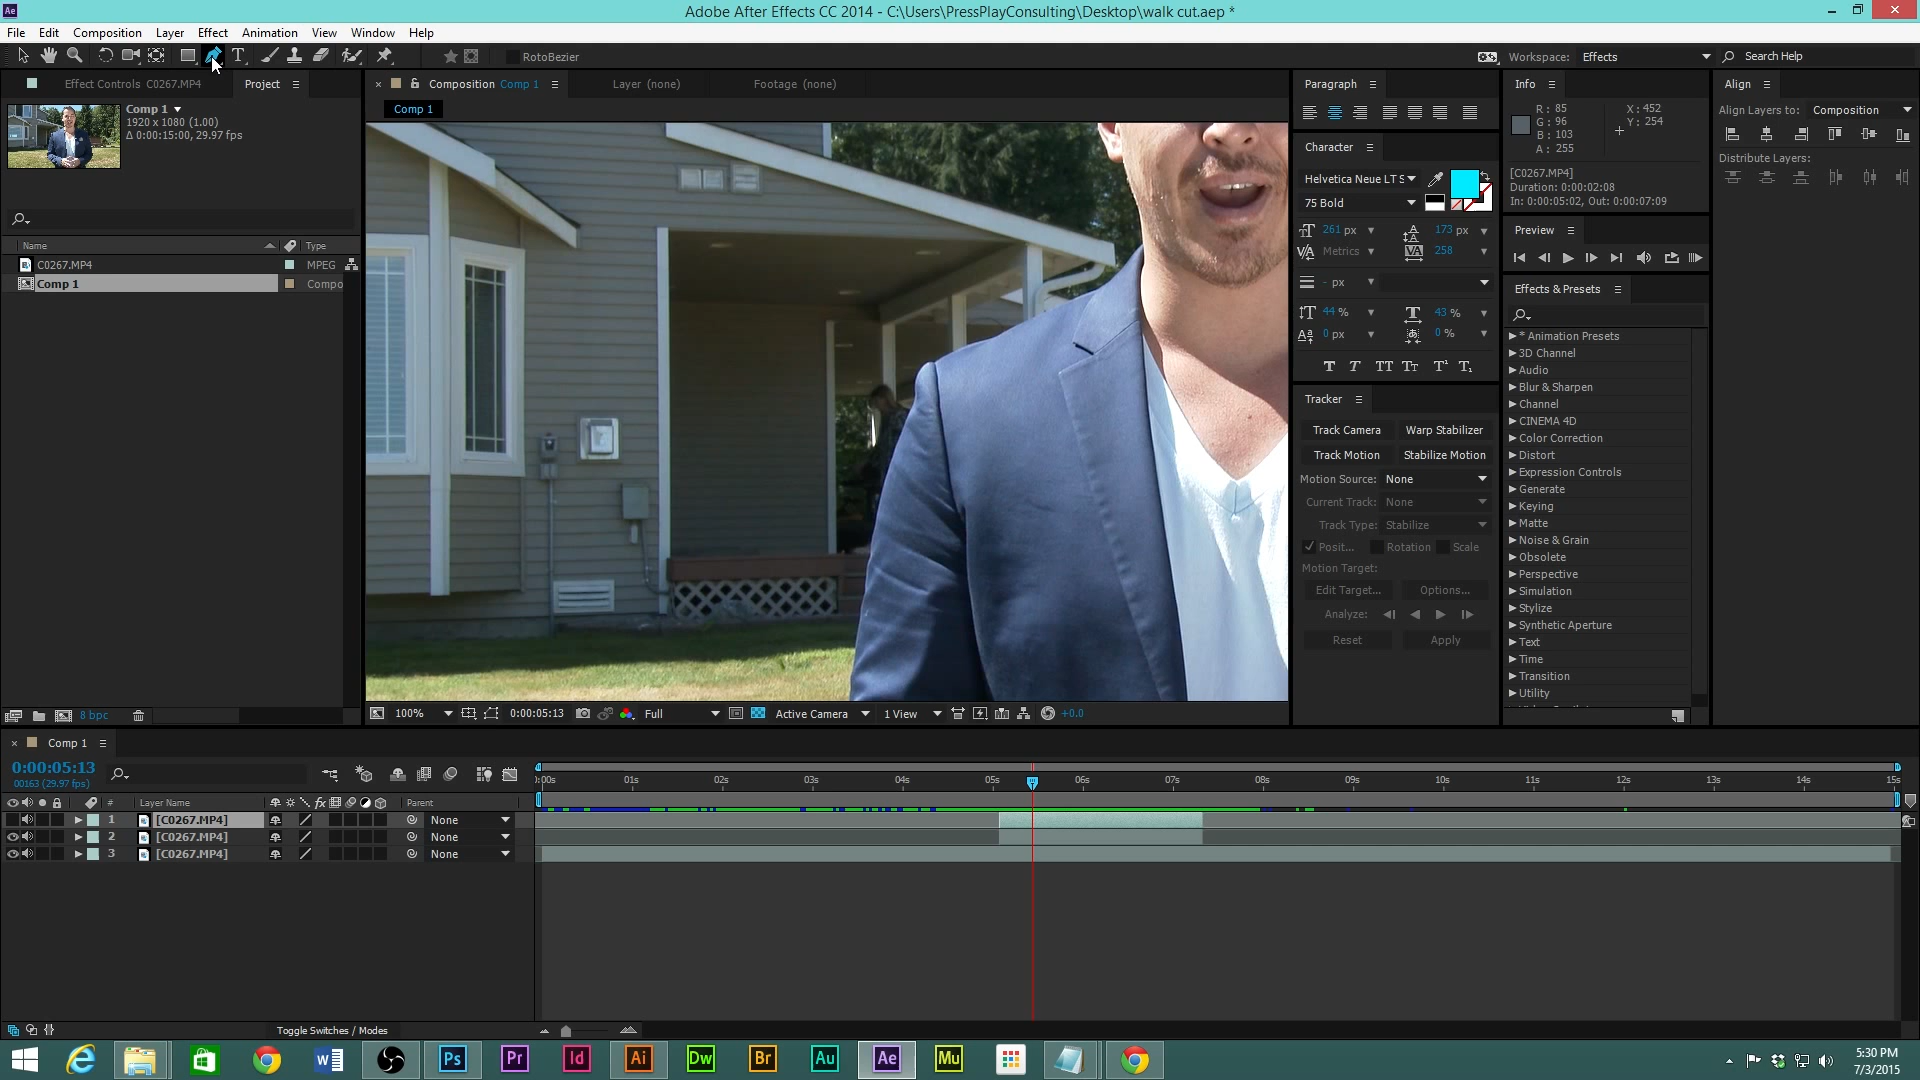 Ae
Adobe After Effects CC 2014 - C:\Users\PressPlayConsulting\Desktop\walk cut.aep *
File Edit Composition Layer Effect Animation View Window Help
T RotoBezier Workspace: Effects Search Help
Effect Controls C0267.MP4 Project
Comp 1
1920 x 1080 (1.00)
Δ 0:00:15:00, 29.97 fps
Name Type
C0267.MP4 MPEG
Comp 1 Compo
8 bpc
Composition Comp 1 Layer (none) Footage (none)
Comp 1
100% 0:00:05:13 Full Active Camera 1 View +0.0
Paragraph
Character
Helvetica Neue LT S
75 Bold
261 px 173 px
Metrics 258
- px
44 % 43 %
0 px 0 %
T T TT Tт T¹ T₁
Tracker
Track Camera Warp Stabilizer
Track Motion Stabilize Motion
Motion Source: None
Current Track: None
Track Type: Stabilize
Posit... Rotation Scale
Motion Target:
Edit Target... Options...
Analyze:
Reset Apply
Info
R: 85 X: 452
G: 96 Y: 254
B: 103
A: 255
[C0267.MP4]
Duration: 0:00:02:08
In: 0:00:05:02, Out: 0:00:07:09
Preview
Effects & Presets
* Animation Presets
3D Channel
Audio
Blur & Sharpen
Channel
CINEMA 4D
Color Correction
Distort
Expression Controls
Generate
Keying
Matte
Noise & Grain
Obsolete
Perspective
Simulation
Stylize
Synthetic Aperture
Text
Time
Transition
Utility
Align
Align Layers to: Composition
Distribute Layers:
Comp 1
0:00:05:13
00163 (29.97 fps)
# Layer Name fx Parent
1 [C0267.MP4] None
2 [C0267.MP4] None
3 [C0267.MP4] None
):00s 01s 02s 03s 04s 05s 06s 07s 08s 09s 10s 11s 12s 13s 14s 15s
Toggle Switches / Modes
W Ps Pr Id Ai Dw Br Au Ae Mu
5:30 PM
7/3/2015